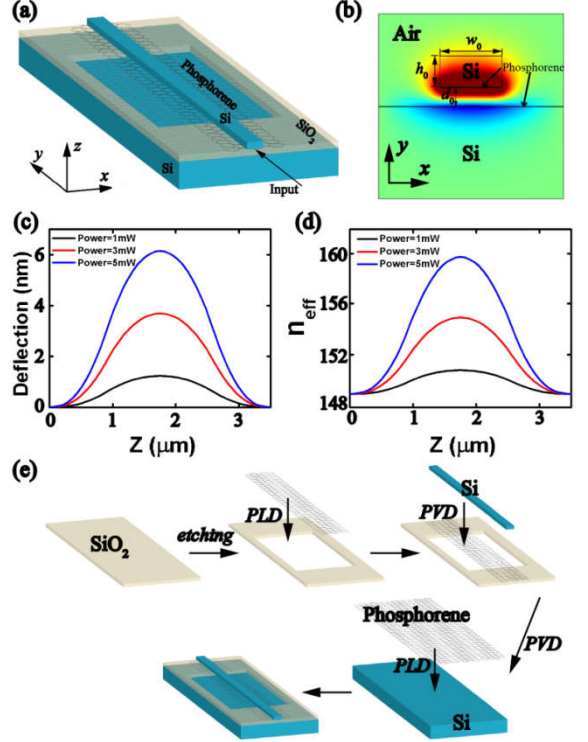 (a)
Phosphorene
Si
SiO2
Si
Input
z
y
x
(b)
Air
w0
h0
Si
Phosphorene
d0
Si
y
x
(c)
Power=1mW
Power=3mW
Power=5mW
Deflection (nm)
6
4
2
0
0 1 2 3
Z (μm)
(d)
Power=1mW
Power=3mW
Power=5mW
neff
160
156
152
148
0 1 2 3
Z (μm)
(e)
SiO2
etching
PLD
Si
PVD
Phosphorene
PLD
PVD
Si